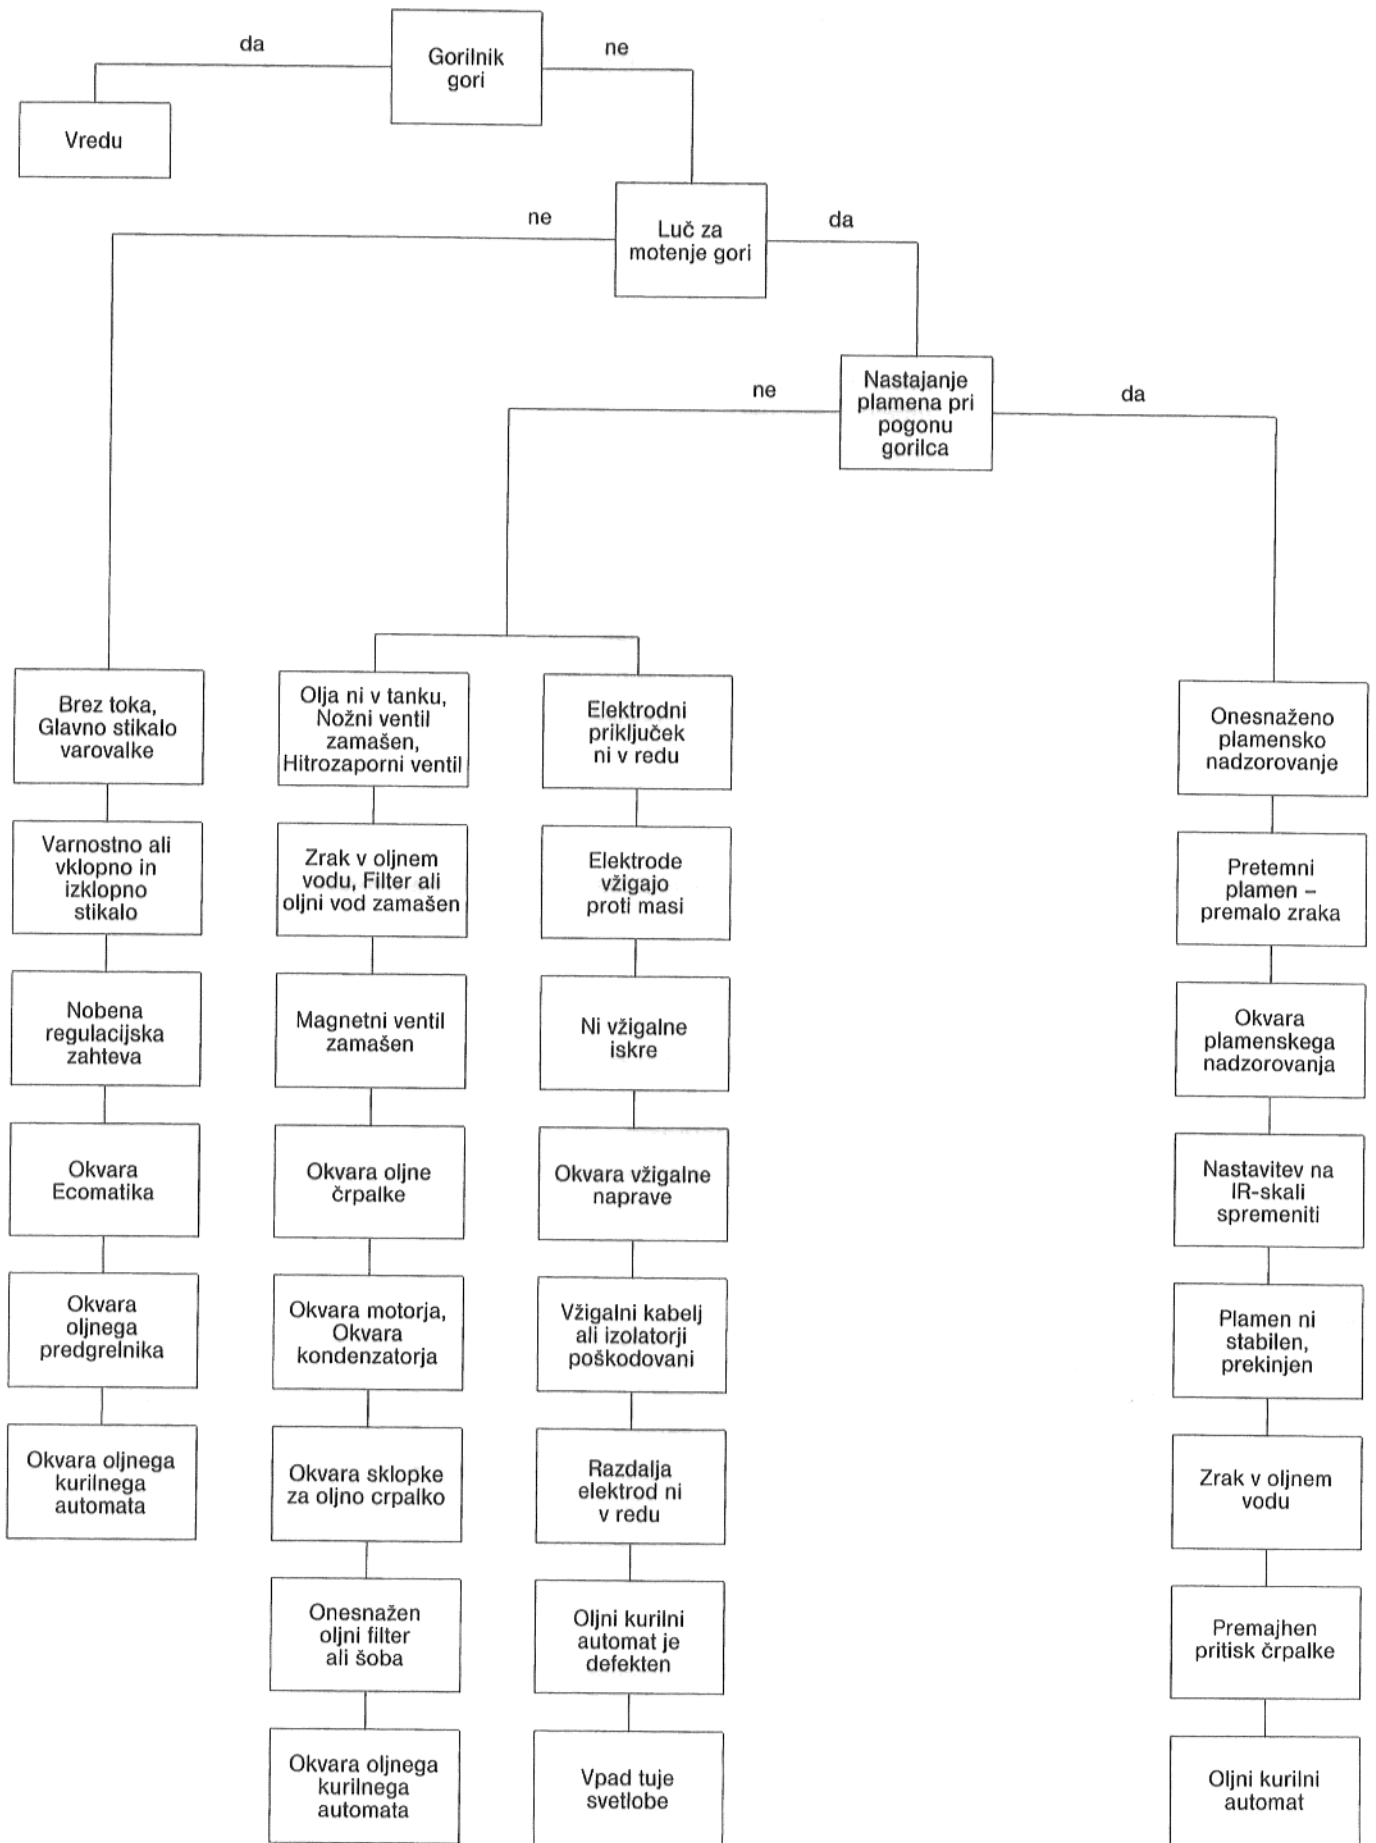 da
Gorilnik
gori
ne
Vredu
ne
Luč za
motenje gori
da
ne
Nastajanje
plamena pri
pogonu
gorilca
da
Brez toka,
Glavno stikalo
varovalke
Varnostno ali
vklopno in
izklopno
stikalo
Nobena
regulacijska
zahteva
Okvara
Ecomatika
Okvara
oljnega
predgrelnika
Okvara oljnega
kurilnega
automata
Olja ni v tanku,
Nožni ventil
zamašen,
Hitrozaporni ventil
Zrak v oljnem
vodu, Filter ali
oljni vod zamašen
Magnetni ventil
zamašen
Okvara oljne
črpalke
Okvara motorja,
Okvara
kondenzatorja
Okvara sklopke
za oljno crpalko
Onesnažen
oljni filter
ali šoba
Okvara oljnega
kurilnega
automata
Elektrodni
priključek
ni v redu
Elektrode
vžigajo
proti masi
Ni vžigalne
iskre
Okvara vžigalne
naprave
Vžigalni kabelj
ali izolatorji
poškodovani
Razdalja
elektrod ni
v redu
Oljni kurilni
automat je
defekten
Vpad tuje
svetlobe
Onesnaženo
plamensko
nadzorovanje
Pretemni
plamen –
premalo zraka
Okvara
plamenskega
nadzorovanja
Nastavitev na
IR-skali
spremeniti
Plamen ni
stabilen,
prekinjen
Zrak v oljnem
vodu
Premajhen
pritisk črpalke
Oljni kurilni
automat